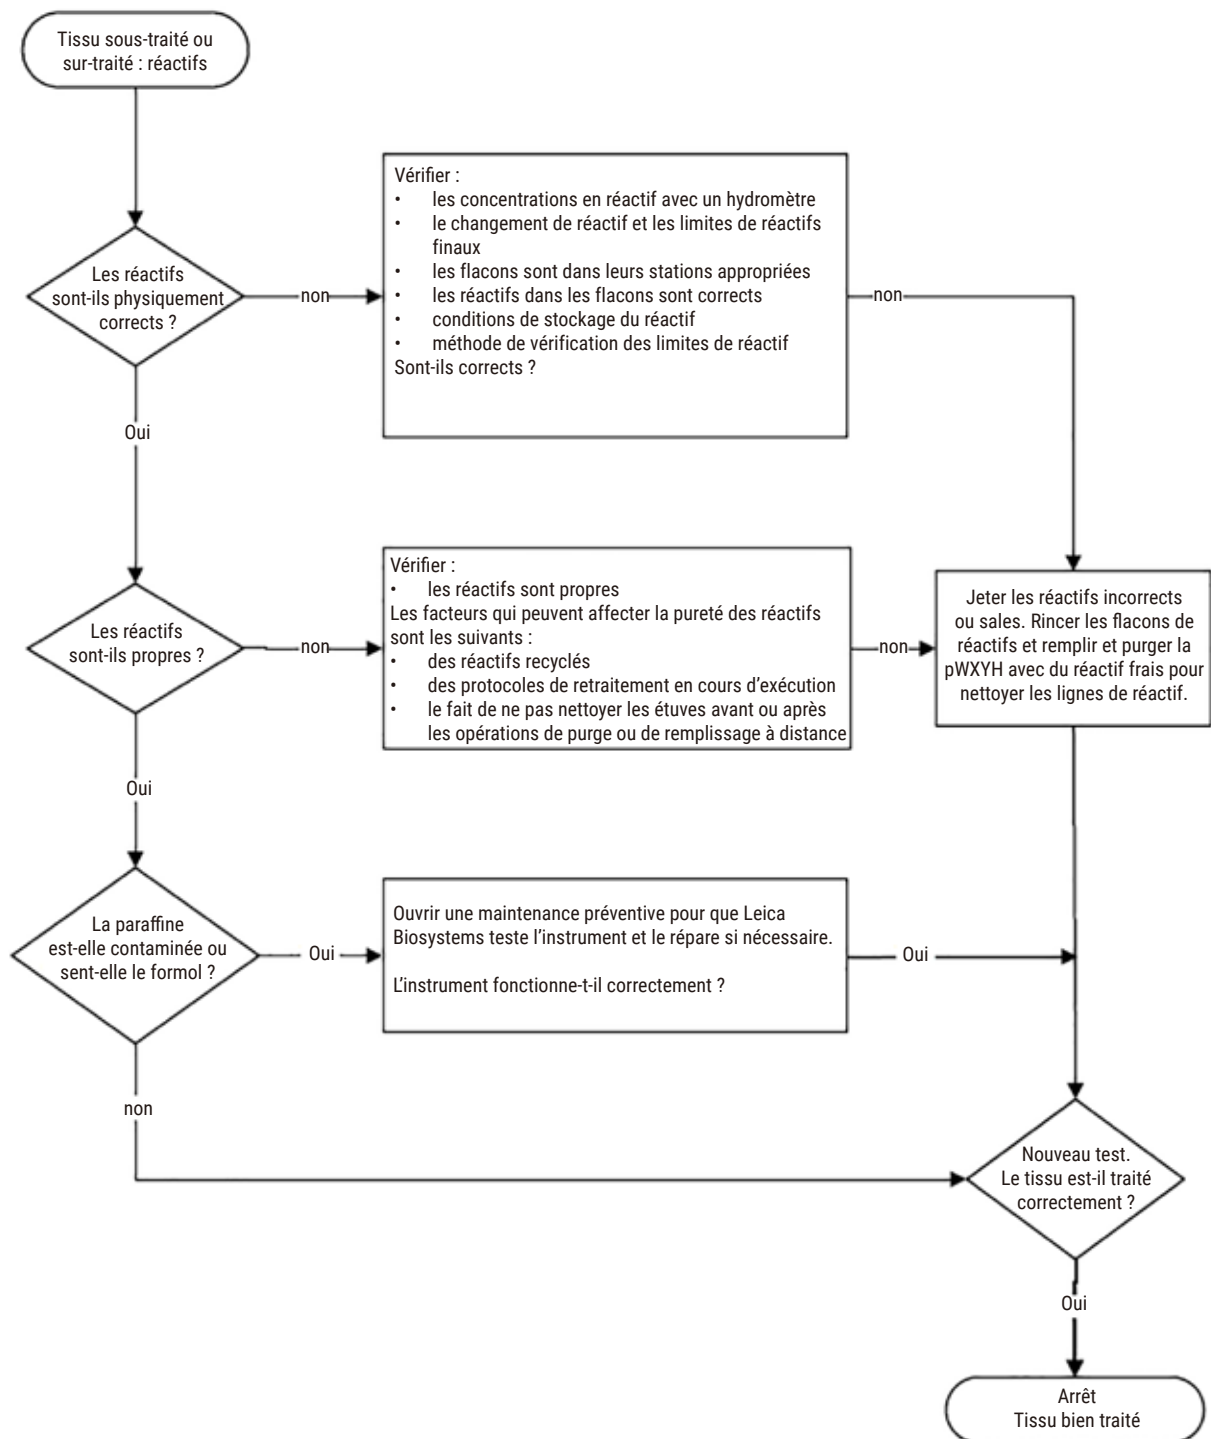 Tissu sous-traité ou
sur-traité : réactifs
Vérifier :
• les concentrations en réactif avec un hydromètre
• le changement de réactif et les limites de réactifs
finaux
• les flacons sont dans leurs stations appropriées
• les réactifs dans les flacons sont corrects
• conditions de stockage du réactif
• méthode de vérification des limites de réactif
Sont-ils corrects ?
Les réactifs
sont-ils physiquement
corrects ?
non
non
Oui
Vérifier :
• les réactifs sont propres
Les facteurs qui peuvent affecter la pureté des réactifs
sont les suivants :
• des réactifs recyclés
• des protocoles de retraitement en cours d'exécution
• le fait de ne pas nettoyer les étuves avant ou après
les opérations de purge ou de remplissage à distance
Les réactifs
sont-ils propres ?
non
non
Jeter les réactifs incorrects
ou sales. Rincer les flacons de
réactifs et remplir et purger la
pWXYH avec du réactif frais pour
nettoyer les lignes de réactif.
Oui
La paraffine
est-elle contaminée ou
sent-elle le formol ?
Oui
Ouvrir une maintenance préventive pour que Leica
Biosystems teste l'instrument et le répare si nécessaire.
L'instrument fonctionne-t-il correctement ?
Oui
non
Nouveau test.
Le tissu est-il traité
correctement ?
Oui
Arrêt
Tissu bien traité